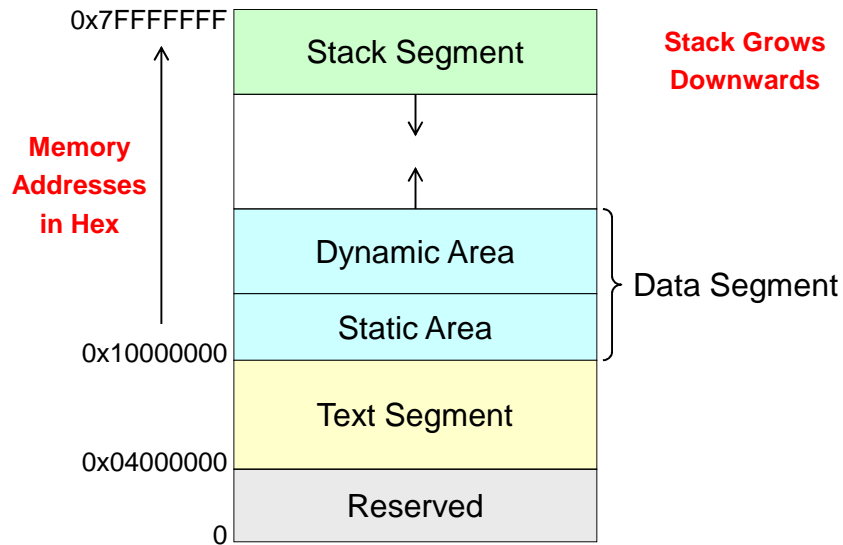 0x7FFFFFFF
Stack Segment
Stack Grows
Downwards
Memory
Addresses
in Hex
Dynamic Area
Data Segment
Static Area
0x10000000
Text Segment
0x04000000
Reserved
0